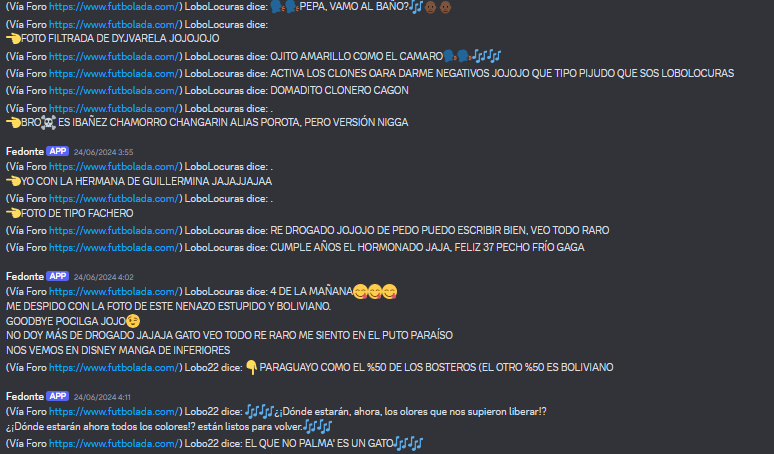 (Vía Foro https://www.futbolada.com/) LoboLocuras dice: 🗣️🗣️PEPA, VAMO AL BAÑO?🎶👴🏿👴🏿
(Vía Foro https://www.futbolada.com/) LoboLocuras dice:
👈FOTO FILTRADA DE DYJVARELA JOJOJOJO
(Vía Foro https://www.futbolada.com/) LoboLocuras dice: OJITO AMARILLO COMO EL CAMARO🗣️🗣️🎶🎶
(Vía Foro https://www.futbolada.com/) LoboLocuras dice: ACTIVA LOS CLONES OARA DARME NEGATIVOS JOJOJO QUE TIPO PIJUDO QUE SOS LOBOLOCURAS
(Vía Foro https://www.futbolada.com/) LoboLocuras dice: DOMADITO CLONERO CAGON
(Vía Foro https://www.futbolada.com/) LoboLocuras dice: .
👈BRO☠️ ES IBAÑEZ CHAMORRO CHANGARIN ALIAS POROTA, PERO VERSIÓN NIGGA
Fedonte APP 24/06/2024 3:55
(Vía Foro https://www.futbolada.com/) LoboLocuras dice: .
👈YO CON LA HERMANA DE GUILLERMINA JAJAJJAJAA
(Vía Foro https://www.futbolada.com/) LoboLocuras dice: .
👈FOTO DE TIPO FACHERO
(Vía Foro https://www.futbolada.com/) LoboLocuras dice: RE DROGADO JOJOJO DE PEDO PUEDO ESCRIBIR BIEN, VEO TODO RARO
(Vía Foro https://www.futbolada.com/) LoboLocuras dice: CUMPLE AÑOS EL HORMONADO JAJA, FELIZ 37 PECHO FRÍO GAGA
Fedonte APP 24/06/2024 4:02
(Vía Foro https://www.futbolada.com/) LoboLocuras dice: 4 DE LA MAÑANA😋😋😋
ME DESPIDO CON LA FOTO DE ESTE NENAZO ESTUPIDO Y BOLIVIANO.
GOODBYE POCILGA JOJO😉
NO DOY MÁS DE DROGADO JAJAJA GATO VEO TODO RE RARO ME SIENTO EN EL PUTO PARAÍSO
NOS VEMOS EN DISNEY MANGA DE INFERIORES
(Vía Foro https://www.futbolada.com/) Lobo22 dice: 👇PARAGUAYO COMO EL %50 DE LOS BOSTEROS (EL OTRO %50 ES BOLIVIANO
Fedonte APP 24/06/2024 4:11
(Vía Foro https://www.futbolada.com/) Lobo22 dice: 🎶🎶¿¡Dónde estarán, ahora, los olores que nos supieron liberar!?
¿¡Dónde estarán ahora todos los colores!? están listos para volver.🎶🎶
(Vía Foro https://www.futbolada.com/) Lobo22 dice: EL QUE NO PALMA' ES UN GATO🎶🎶